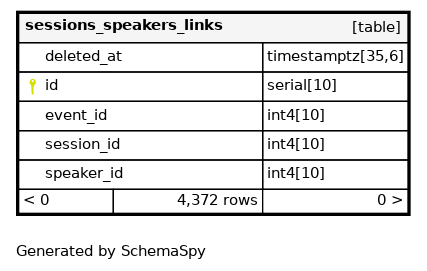 sessions_speakers_links [table]
deleted_at timestamptz[35,6]
id serial[10]
event_id int4[10]
session_id int4[10]
speaker_id int4[10]
< 0 4,372 rows 0 >
Generated by SchemaSpy